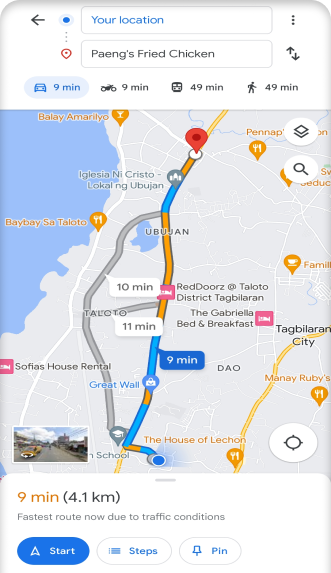 Your location
Paeng's Fried Chicken
9 min
9 min
49 min
49 min
Balay Amarilyo
Pennap
Iglesia Ni Cristo -
Lokal ng Ubujan
Baybay Sa Taloto
UBUJAN
Famil
10 min
RedDoorz @ Taloto
District Tagbilaran
TALOTO
The Gabriella
Bed & Breakfast
11 min
Tagbilaran
City
9 min
Sofias House Rental
DAO
Great Wall
Manay Ruby's
The House of Lechon
n School
9 min (4.1 km)
Fastest route now due to traffic conditions
Start
Steps
Pin